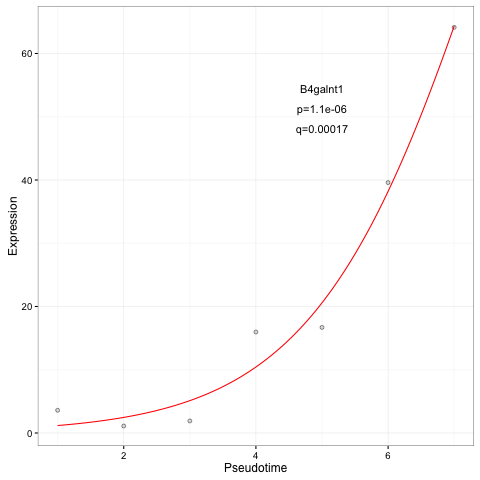 B4galnt1
p=1.1e-06
q=0.00017
60
40
20
0
Expression
2
4
6
Pseudotime